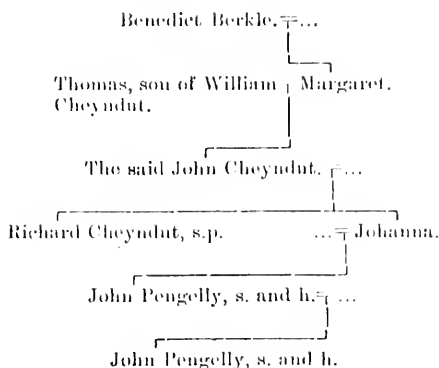 Benedict Berkle.=...
Thomas, son of William Margaret.
Cheyndut.
The said John Cheyndut.=...
Richard Cheyndut, s.p. ...=Johanna.
John Pengelly, s. and h.=...
John Pengelly, s. and h.